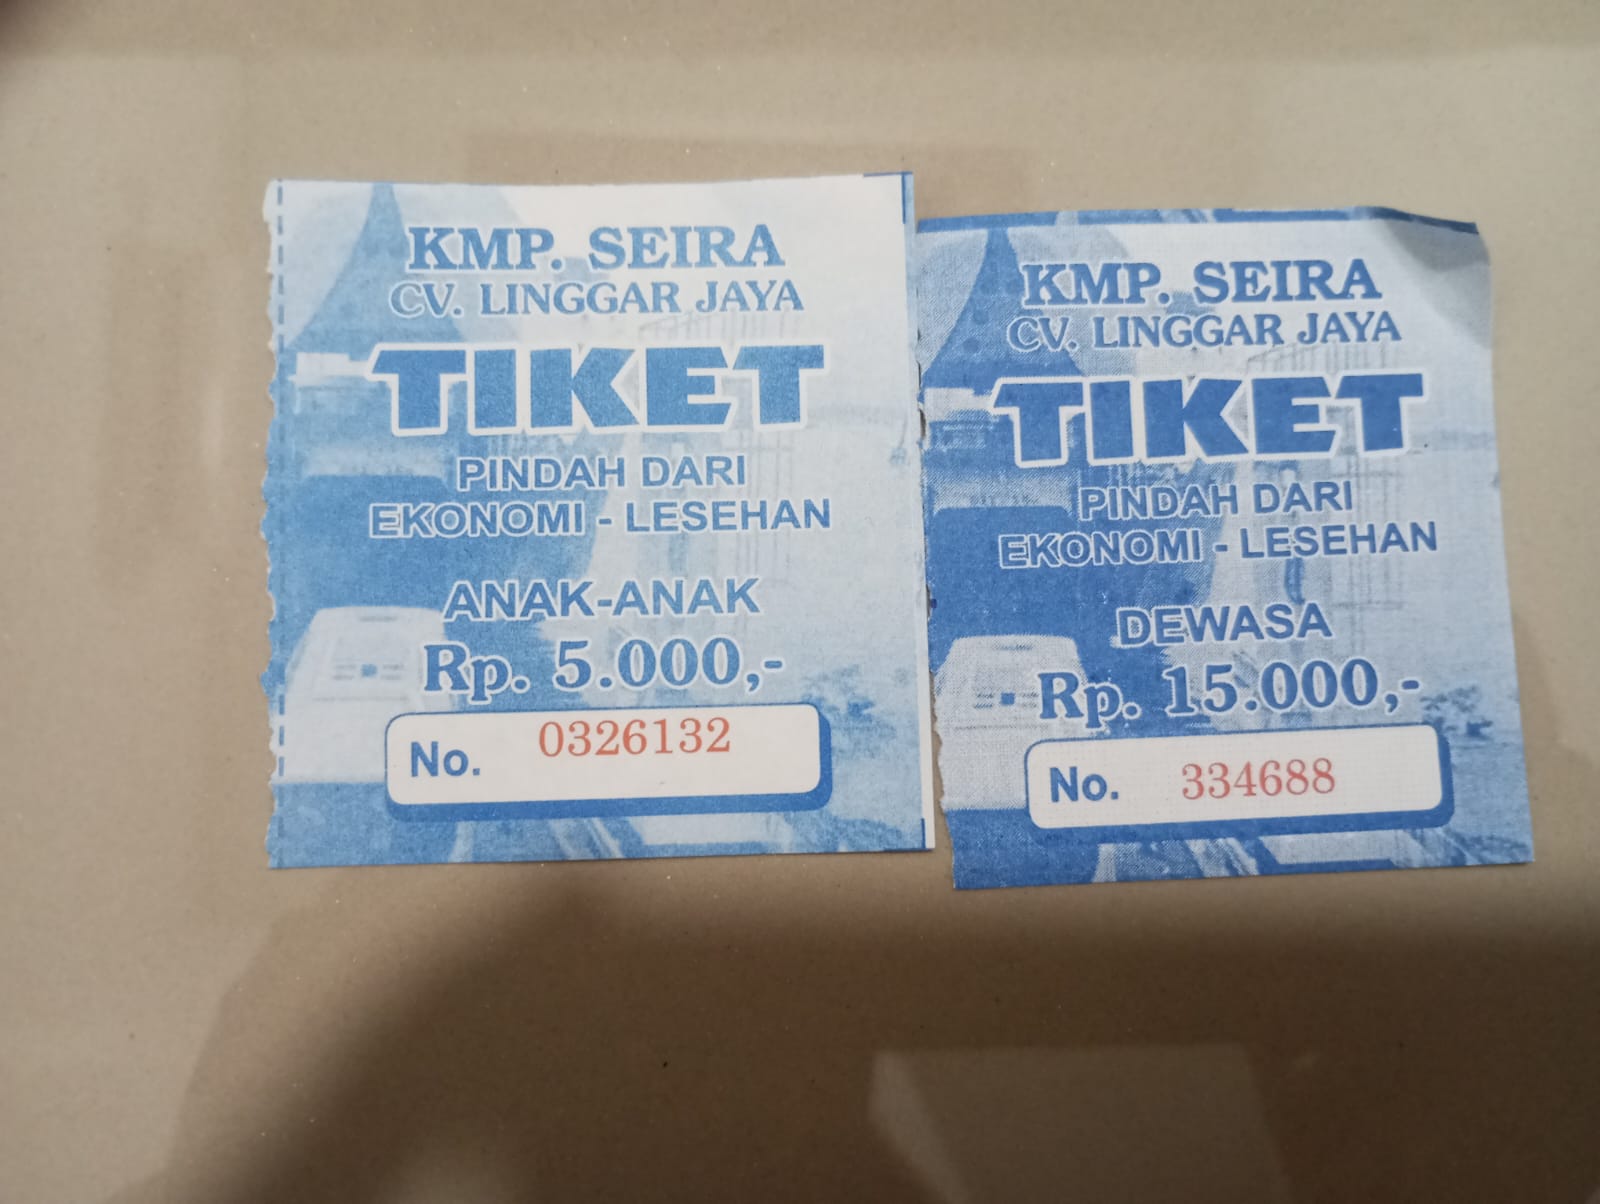 KMP. SEIRA
CV. LINGGAR JAYA
TIKET
PINDAH DARI
EKONOMI - LESEHAN
ANAK-ANAK
Rp. 5.000,-
No. 0326132
KMP. SEIRA
CV. LINGGAR JAYA
TIKET
PINDAH DARI
EKONOMI - LESEHAN
DEWASA
Rp. 15.000,-
No. 334688